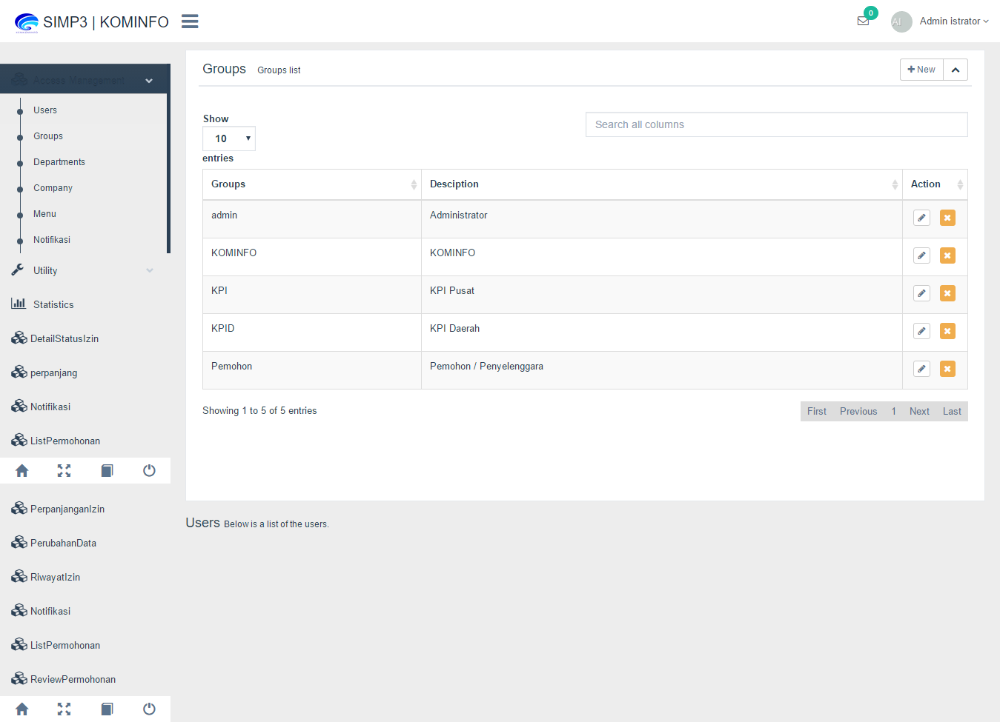 SIMP3 | KOMINFO
0
AI
Admin istrator
Access Management
Users
Groups
Departments
Company
Menu
Notifikasi
Utility
Statistics
DetailStatusIzin
perpanjang
Notifikasi
ListPermohonan
PerpanjanganIzin
PerubahanData
RiwayatIzin
Notifikasi
ListPermohonan
ReviewPermohonan
Groups Groups list
New
Show
10
entries
Search all columns
Groups Desciption Action
admin Administrator
KOMINFO KOMINFO
KPI KPI Pusat
KPID KPI Daerah
Pemohon Pemohon / Penyelenggara
Showing 1 to 5 of 5 entries
First Previous 1 Next Last
Users Below is a list of the users.